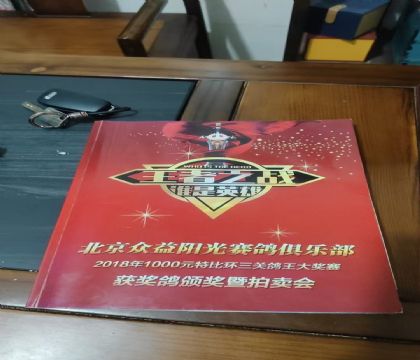 WHO IS THE HERO
王者之战
谁是英雄
北京众益阳光赛鸽俱乐部
2018年1000元特比环三关鸽王大奖赛
获奖鸽颁奖暨拍卖会